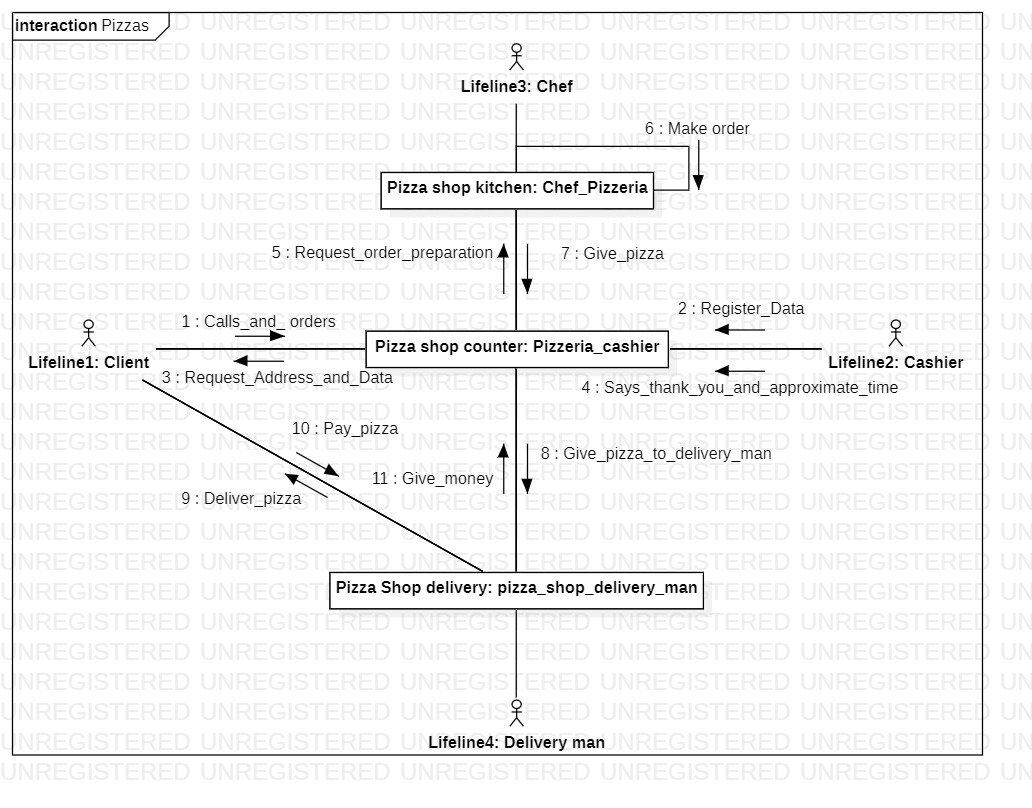 interaction Pizzas
Lifeline3: Chef
6 : Make order
Pizza shop kitchen: Chef_Pizzeria
5 : Request_order_preparation
7 : Give_pizza
2 : Register_Data
1 : Calls_and_ orders
Pizza shop counter: Pizzeria_cashier
Lifeline1: Client
Lifeline2: Cashier
3 : Request_Address_and_Data
4 : Says_thank_you_and_approximate_time
10 : Pay_pizza
8 : Give_pizza_to_delivery_man
11 : Give_money
9 : Deliver_pizza
Pizza Shop delivery: pizza_shop_delivery_man
Lifeline4: Delivery man
UNREGISTERED